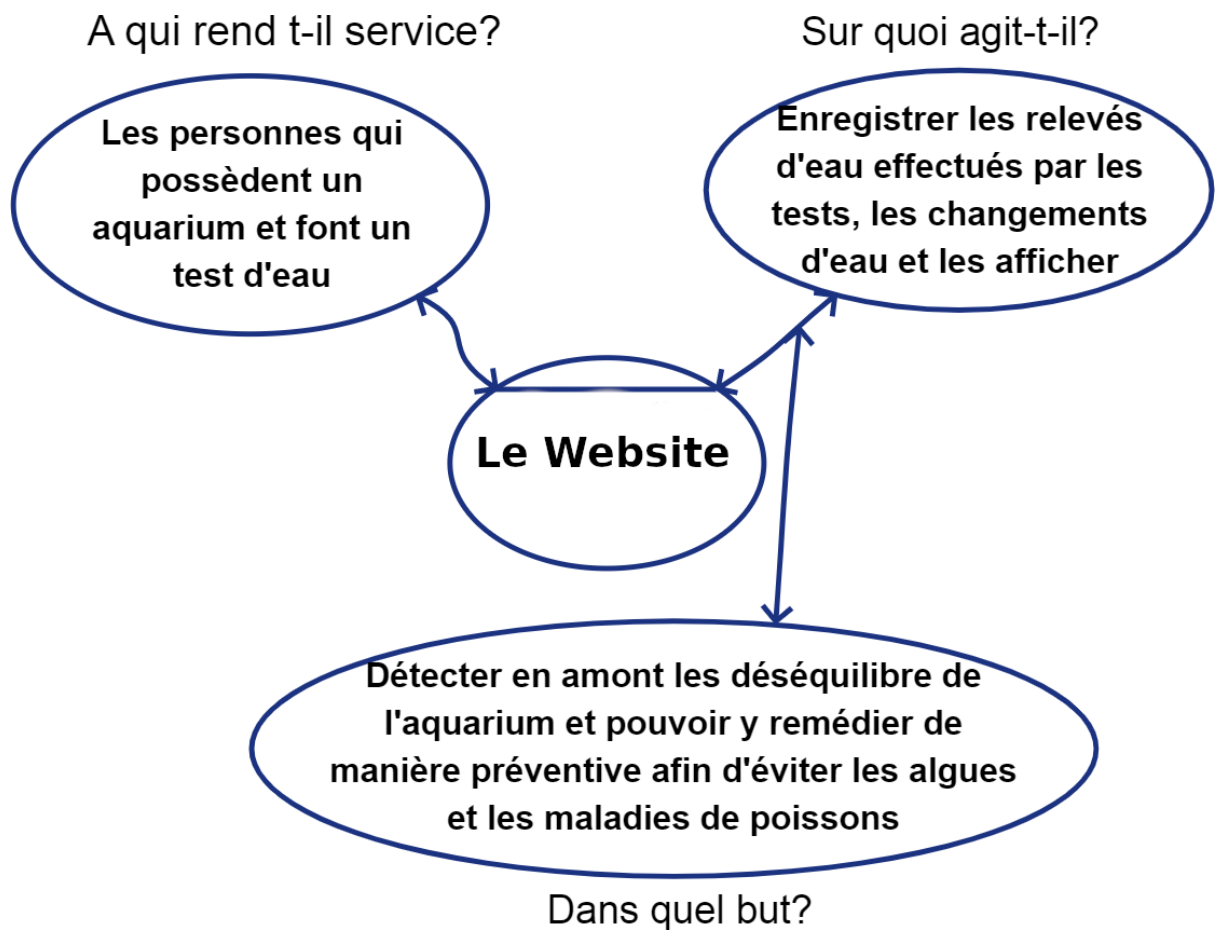 A qui rend t-il service?
Les personnes qui
possèdent un
aquarium et font un
test d'eau
Sur quoi agit-t-il?
Enregistrer les relevés
d'eau effectués par les
tests, les changements
d'eau et les afficher
Le Website
Détecter en amont les déséquilibre de
l'aquarium et pouvoir y remédier de
manière préventive afin d'éviter les algues
et les maladies de poissons
Dans quel but?